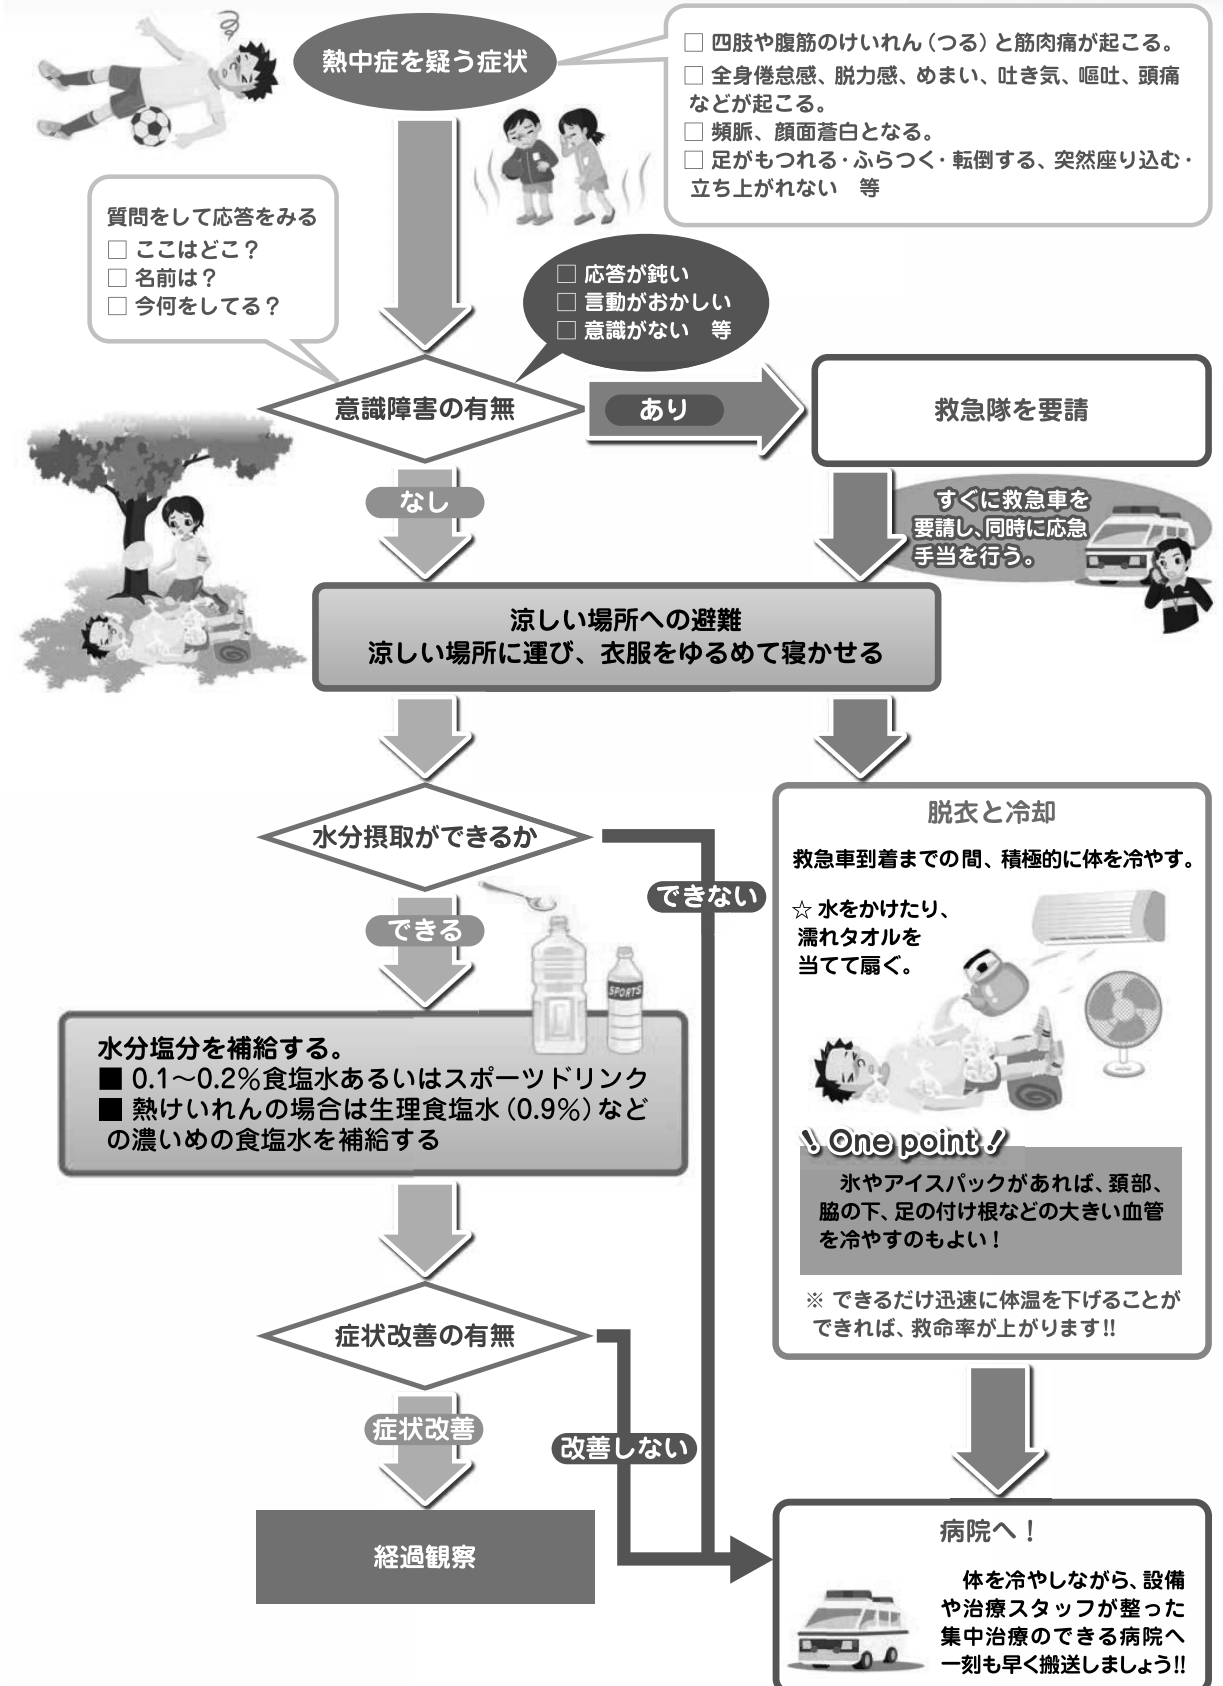 熱中症を疑う症状
□ 四肢や腹筋のけいれん（つる）と筋肉痛が起こる。
□ 全身倦怠感、脱力感、めまい、吐き気、嘔吐、頭痛
などが起こる。
□ 頻脈、顔面蒼白となる。
□ 足がもつれる・ふらつく・転倒する、突然座り込む・
立ち上がれない　等
質問をして応答をみる
□ ここはどこ？
□ 名前は？
□ 今何をしてる？
□ 応答が鈍い
□ 言動がおかしい
□ 意識がない　等
意識障害の有無
あり
救急隊を要請
なし
すぐに救急車を
要請し、同時に応急
手当を行う。
涼しい場所への避難
涼しい場所に運び、衣服をゆるめて寝かせる
水分摂取ができるか
できない
できる
SPORTS
水分塩分を補給する。
■ 0.1～0.2％食塩水あるいはスポーツドリンク
■ 熱けいれんの場合は生理食塩水（0.9％）など
の濃いめの食塩水を補給する
脱衣と冷却
救急車到着までの間、積極的に体を冷やす。
☆ 水をかけたり、
濡れタオルを
当てて扇ぐ。
One point !
氷やアイスパックがあれば、頚部、
脇の下、足の付け根などの大きい血管
を冷やすのもよい！
※ できるだけ迅速に体温を下げることが
できれば、救命率が上がります!!
症状改善の有無
症状改善
改善しない
経過観察
病院へ！
体を冷やしながら、設備
や治療スタッフが整った
集中治療のできる病院へ
一刻も早く搬送しましょう!!